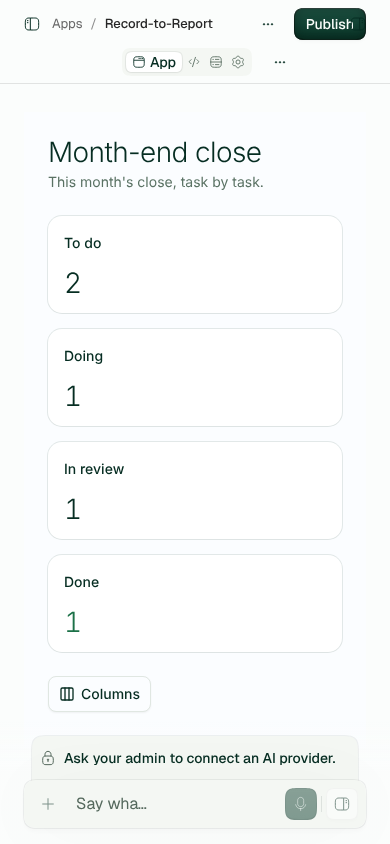 Apps / Record-to-Report
Publish
App
Month-end close
This month's close, task by task.
To do
2
Doing
1
In review
1
Done
1
Columns
Ask your admin to connect an AI provider.
Say wha...